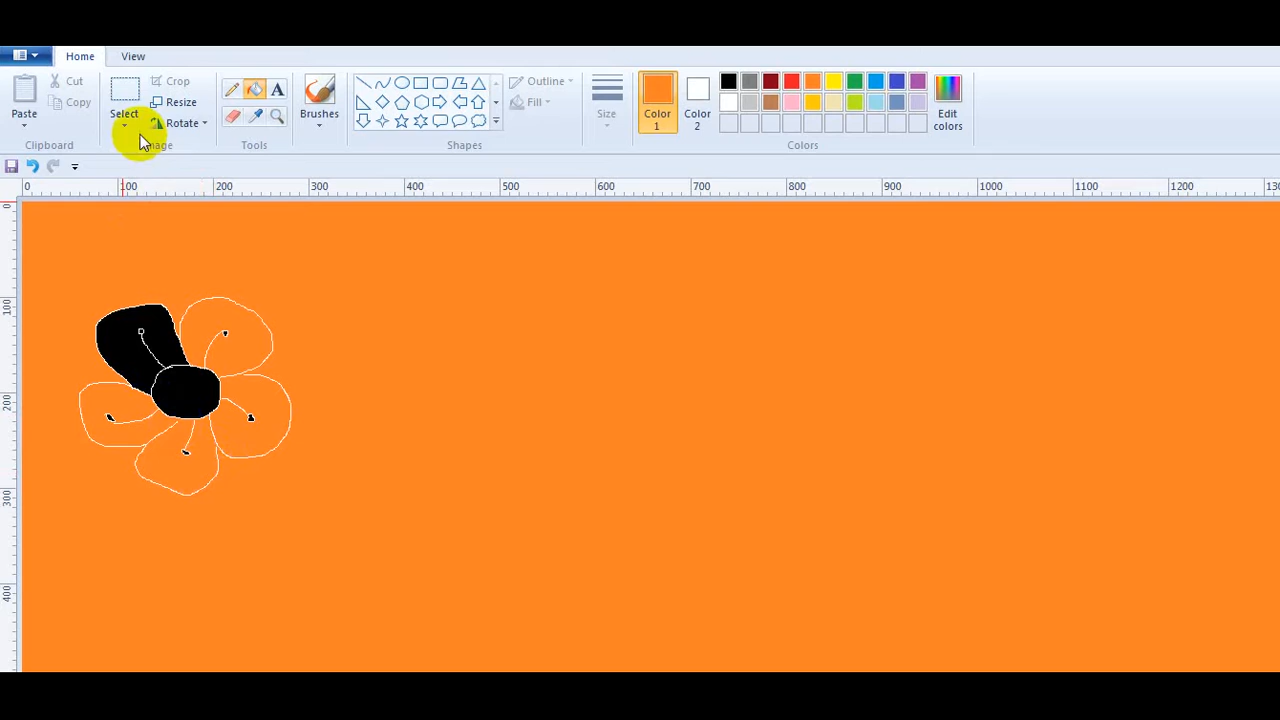 Home View
Paste
Cut
Copy
Clipboard
Select
Crop
Resize
Rotate
Image
A
Tools
Brushes
Outline
Fill
Shapes
Size
Color
1
Color
2
Edit
colors
Colors
0 100 200 300 400 500 600 700 800 900 1000 1100 1200 1300
0
100
200
300
400